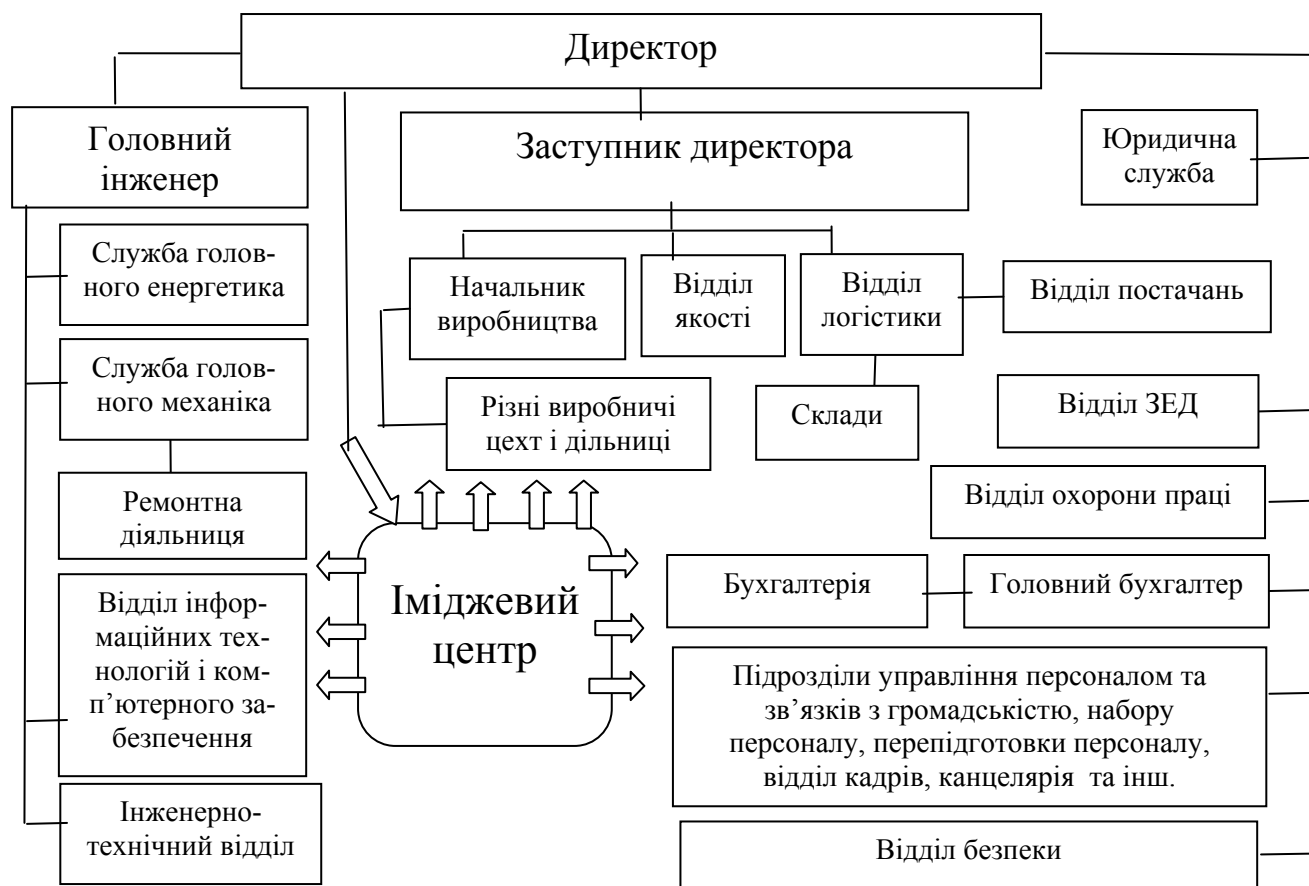 Директор
Головний
інженер
Заступник директора
Юридична
служба
Служба голов-
ного енергетика
Начальник
виробництва
Відділ
якості
Відділ
логістики
Відділ постачань
Служба голов-
ного механіка
Різні виробничі
цехт і дільниці
Склади
Відділ ЗЕД
Ремонтна
діяльниця
Відділ охорони праці
Іміджевий
центр
Бухгалтерія
Головний бухгалтер
Відділ інфор-
маційних тех-
нологій і ком-
п’ютерного за-
безпечення
Підрозділи управління персоналом та
зв’язків з громадськістю, набору
персоналу, перепідготовки персоналу,
відділ кадрів, канцелярія та інш.
Інженерно-
технічний відділ
Відділ безпеки